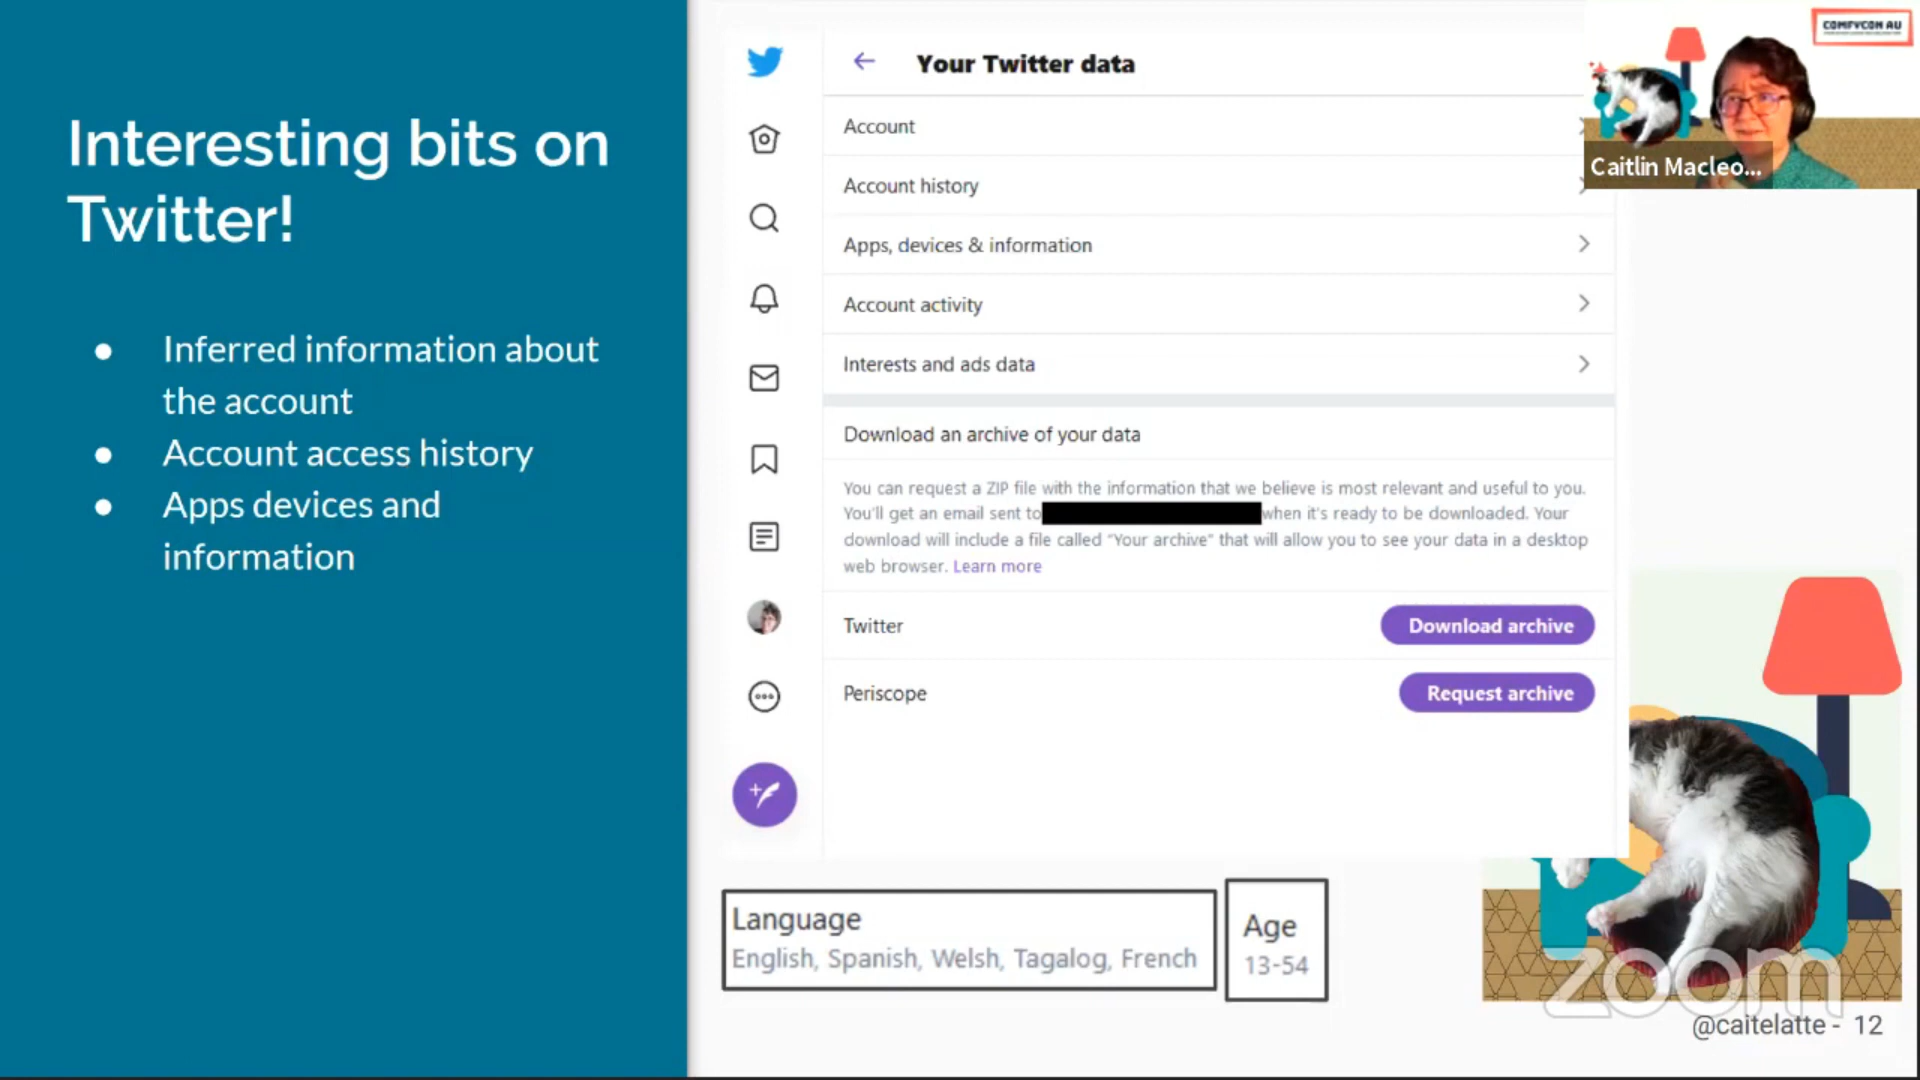 Interesting bits on
Twitter!
● Inferred information about
the account
● Account access history
● Apps devices and
information
Your Twitter data
Account
Account history
Apps, devices & information
Account activity
Interests and ads data
Download an archive of your data
You can request a ZIP file with the information that we believe is most relevant and useful to you.
You'll get an email sent to when it's ready to be downloaded. Your
download will include a file called “Your archive” that will allow you to see your data in a desktop
web browser. Learn more
Twitter
Download archive
Periscope
Request archive
Language
English, Spanish, Welsh, Tagalog, French
Age
13-54
COMFYCON AU
Caitlin Macleo...
zoom
@caitelatte - 12